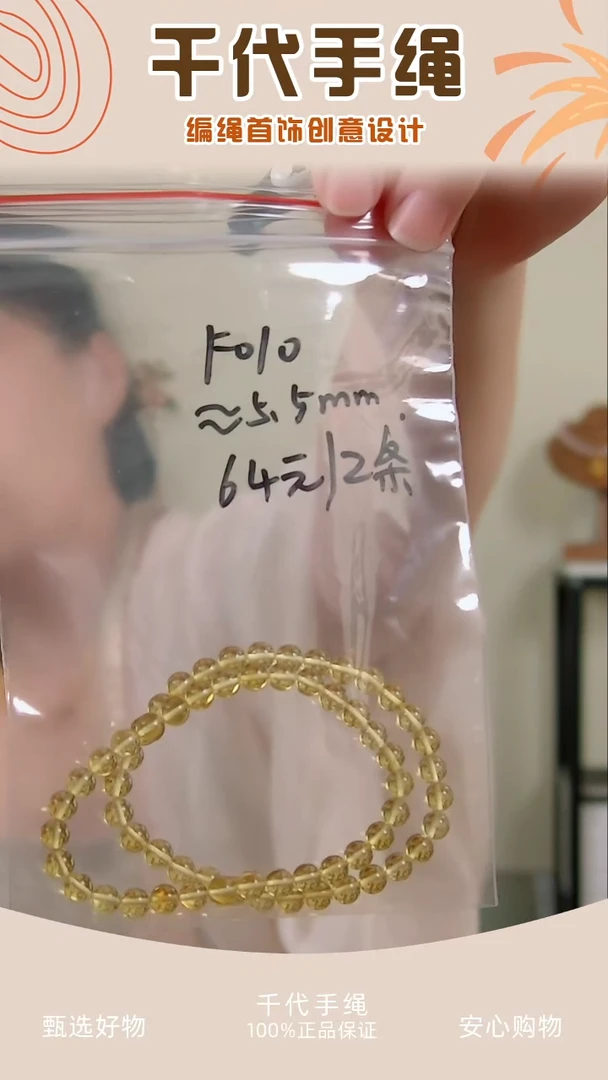 千代手绳
编绳首饰创意设计
F010
≈5.5mm
64元/2条
千代手绳
甄选好物
100%正品保证
安心购物